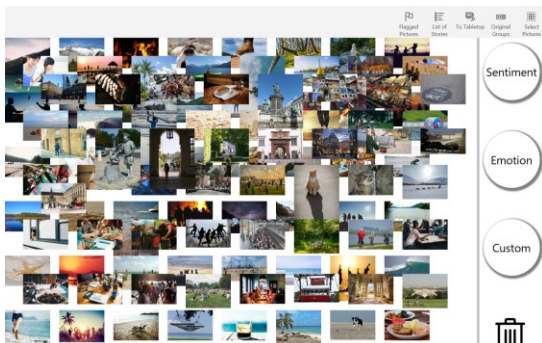 Flagged Pictures
List of Stories
To Tabletop
Original Groups
Select Pictures
Sentiment
Emotion
Custom